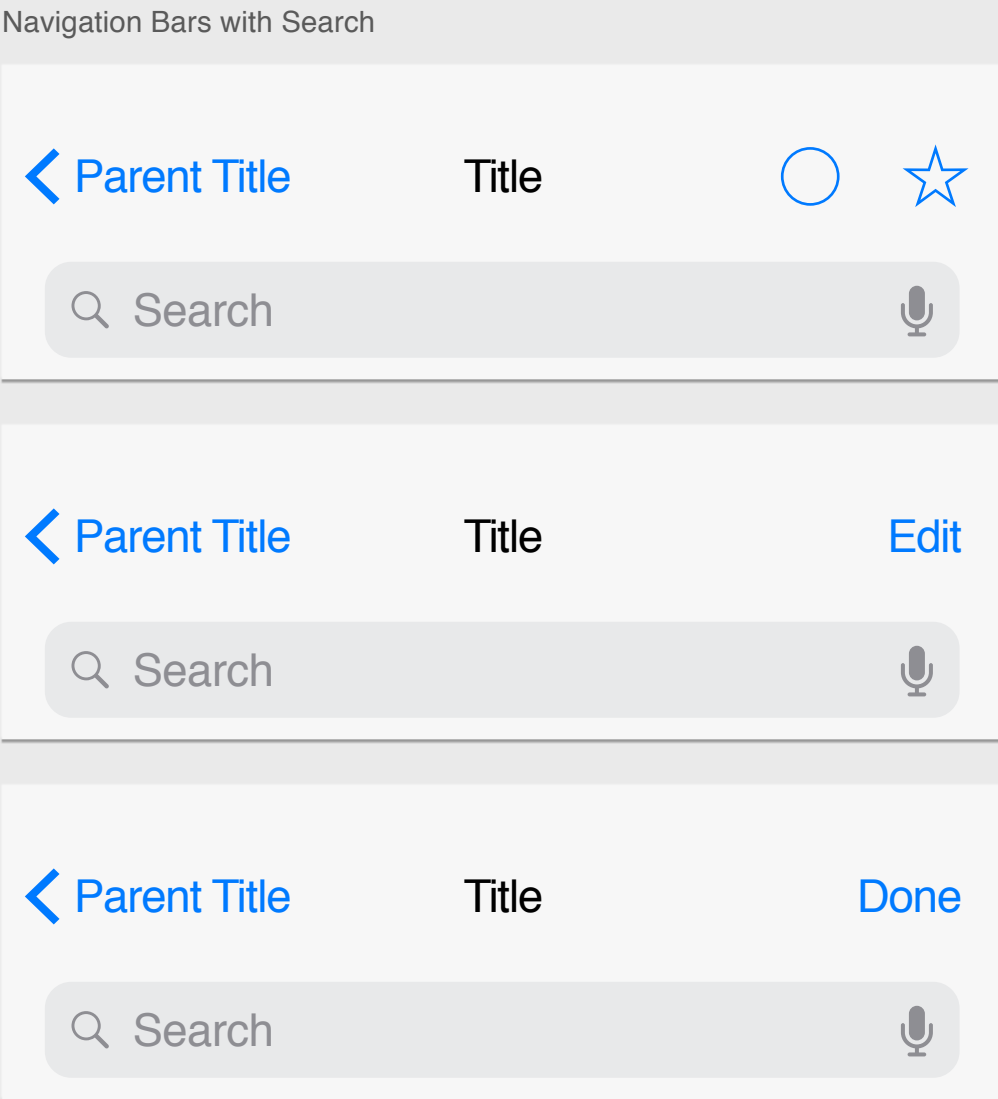 Navigation Bars with Search
Parent Title Title
Search
Parent Title Title Edit
Search
Parent Title Title Done
Search